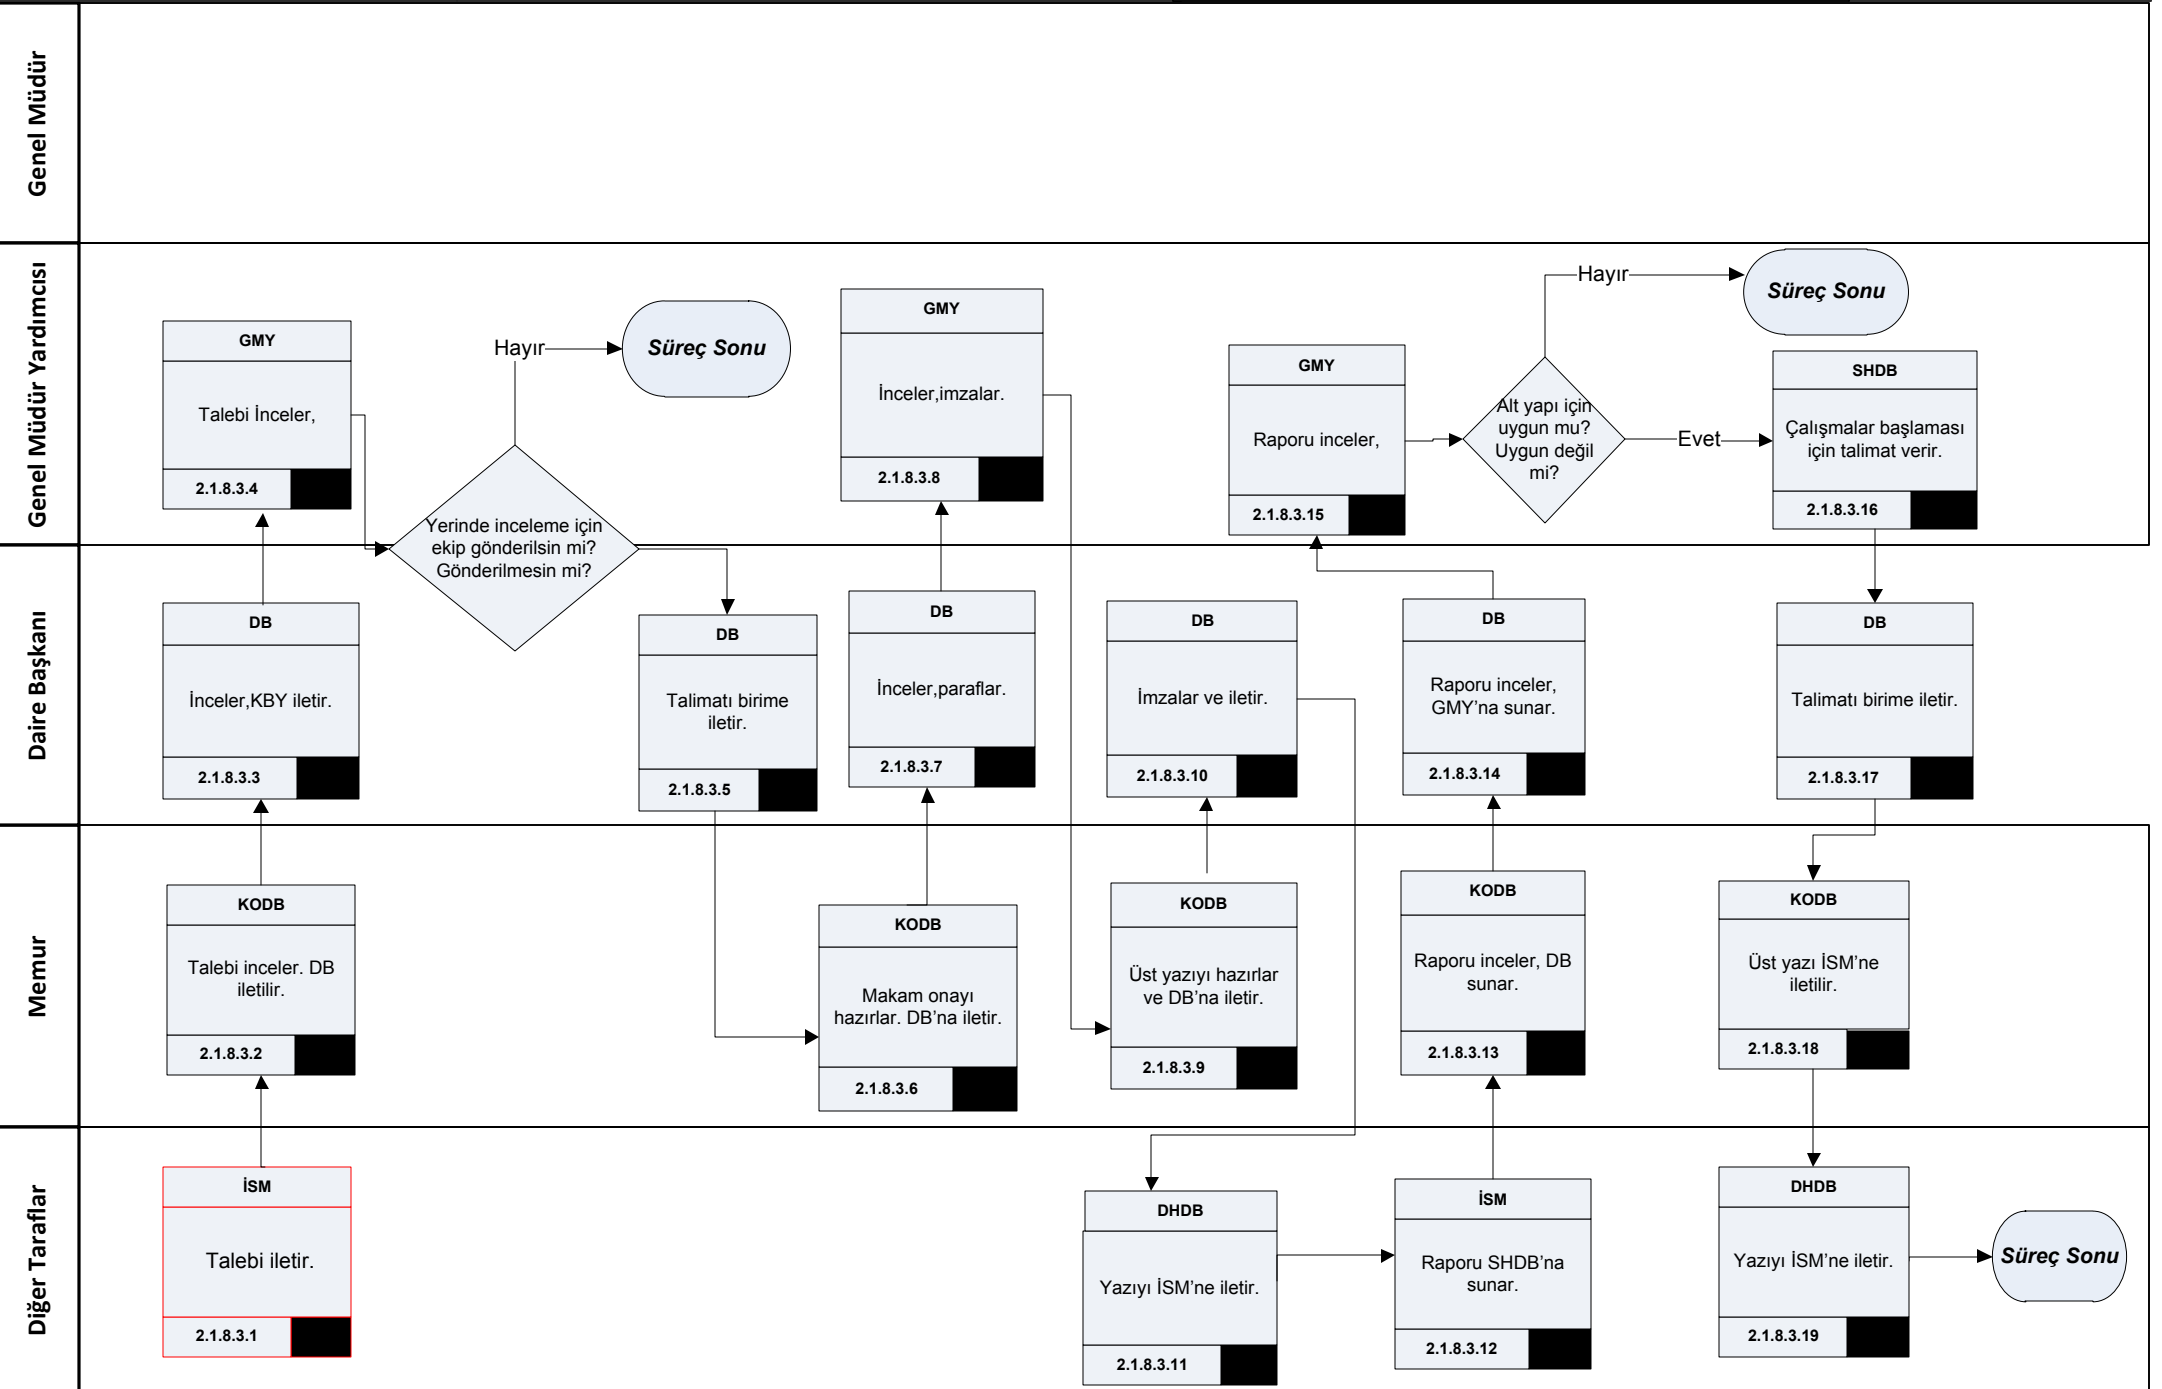 Genel Müdür
Genel Müdür Yardımcısı
GMY
Talebi İnceler,
2.1.8.3.4
Yerinde inceleme için
ekip gönderilsin mi?
Gönderilmesin mi?
Hayır
Süreç Sonu
GMY
İnceler,imzalar.
2.1.8.3.8
GMY
Raporu inceler,
2.1.8.3.15
Alt yapı için
uygun mu?
Uygun değil
mi?
Hayır
Süreç Sonu
Evet
SHDB
Çalışmalar başlaması
için talimat verir.
2.1.8.3.16
Daire Başkanı
DB
İnceler,KBY iletir.
2.1.8.3.3
DB
Talimatı birime
iletir.
2.1.8.3.5
DB
İnceler,paraflar.
2.1.8.3.7
DB
İmzalar ve iletir.
2.1.8.3.10
DB
Raporu inceler,
GMY’na sunar.
2.1.8.3.14
DB
Talimatı birime iletir.
2.1.8.3.17
Memur
KODB
Talebi inceler. DB
iletilir.
2.1.8.3.2
KODB
Makam onayı
hazırlar. DB’na iletir.
2.1.8.3.6
KODB
Üst yazıyı hazırlar
ve DB’na iletir.
2.1.8.3.9
KODB
Raporu inceler, DB
sunar.
2.1.8.3.13
KODB
Üst yazı İSM’ne
iletilir.
2.1.8.3.18
Diğer Taraflar
İSM
Talebi iletir.
2.1.8.3.1
DHDB
Yazıyı İSM’ne iletir.
2.1.8.3.11
İSM
Raporu SHDB’na
sunar.
2.1.8.3.12
DHDB
Yazıyı İSM’ne iletir.
2.1.8.3.19
Süreç Sonu